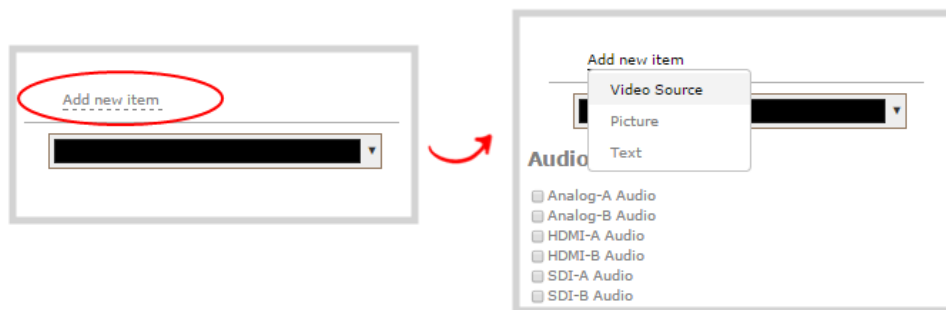 Add new item
Add new item
Video Source
Picture
Text
Audio
Analog-A Audio
Analog-B Audio
HDMI-A Audio
HDMI-B Audio
SDI-A Audio
SDI-B Audio